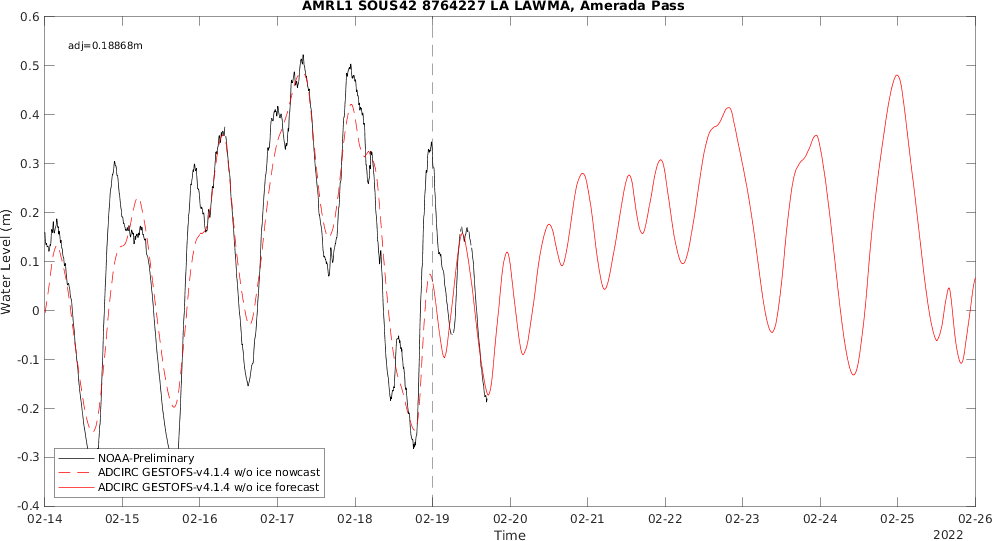 AMRL1 SOUS42 8764227 LA LAWMA, Amerada Pass
adj=0.18868m
0.6
0.5
0.4
0.3
0.2
0.1
0
-0.1
-0.2
-0.3
-0.4
Water Level (m)
NOAA-Preliminary
ADCIRC GESTOFS-v4.1.4 w/o ice nowcast
ADCIRC GESTOFS-v4.1.4 w/o ice forecast
02-14 02-15 02-16 02-17 02-18 02-19 02-20 02-21 02-22 02-23 02-24 02-25 02-26
Time
2022